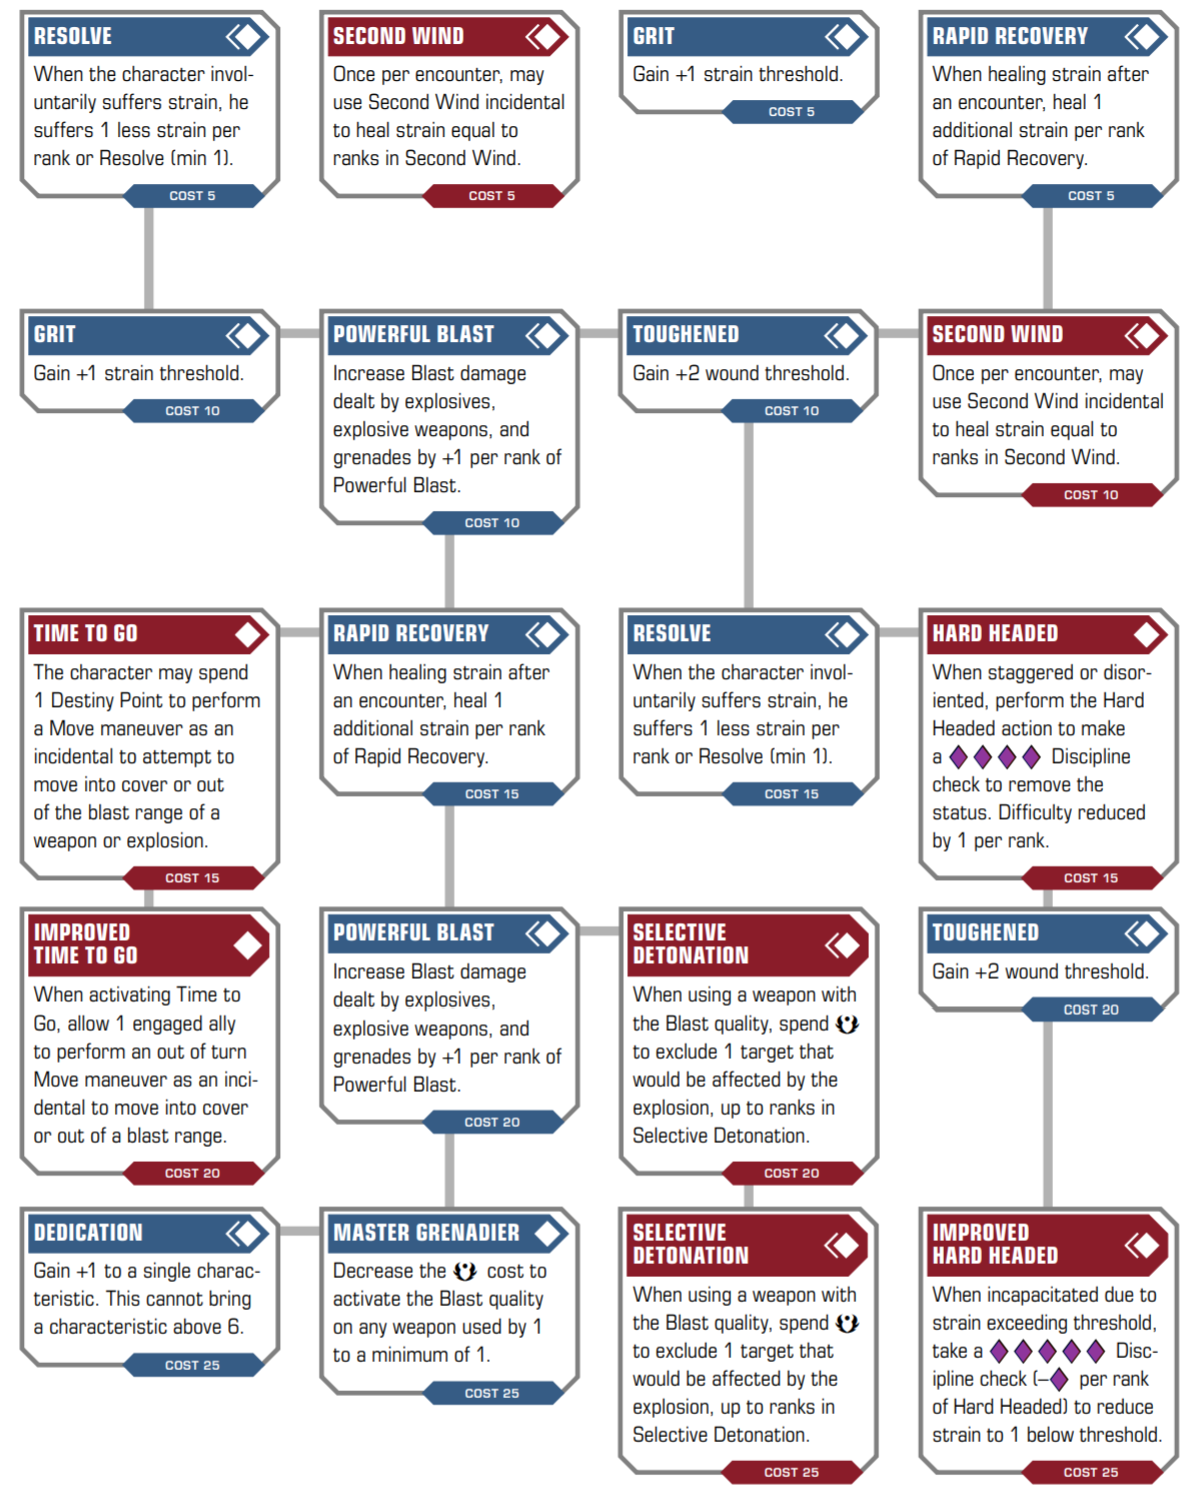 RESOLVE
When the character invol-
untarily suffers strain, he
suffers 1 less strain per
rank or Resolve (min 1).
COST 5
SECOND WIND
Once per encounter, may
use Second Wind incidental
to heal strain equal to
ranks in Second Wind.
COST 5
GRIT
Gain +1 strain threshold.
COST 5
RAPID RECOVERY
When healing strain after
an encounter, heal 1
additional strain per rank
of Rapid Recovery.
COST 5
GRIT
Gain +1 strain threshold.
COST 10
POWERFUL BLAST
Increase Blast damage
dealt by explosives,
explosive weapons, and
grenades by +1 per rank of
Powerful Blast.
COST 10
TOUGHENED
Gain +2 wound threshold.
COST 10
SECOND WIND
Once per encounter, may
use Second Wind incidental
to heal strain equal to
ranks in Second Wind.
COST 10
TIME TO GO
The character may spend
1 Destiny Point to perform
a Move maneuver as an
incidental to attempt to
move into cover or out
of the blast range of a
weapon or explosion.
COST 15
RAPID RECOVERY
When healing strain after
an encounter, heal 1
additional strain per rank
of Rapid Recovery.
COST 15
RESOLVE
When the character invol-
untarily suffers strain, he
suffers 1 less strain per
rank or Resolve (min 1).
COST 15
HARD HEADED
When staggered or disor-
iented, perform the Hard
Headed action to make
a Discipline
check to remove the
status. Difficulty reduced
by 1 per rank.
COST 15
IMPROVED
TIME TO GO
When activating Time to
Go, allow 1 engaged ally
to perform an out of turn
Move maneuver as an inci-
dental to move into cover
or out of a blast range.
COST 20
POWERFUL BLAST
Increase Blast damage
dealt by explosives,
explosive weapons, and
grenades by +1 per rank of
Powerful Blast.
COST 20
SELECTIVE
DETONATION
When using a weapon with
the Blast quality, spend
to exclude 1 target that
would be affected by the
explosion, up to ranks in
Selective Detonation.
COST 20
TOUGHENED
Gain +2 wound threshold.
COST 20
DEDICATION
Gain +1 to a single charac-
teristic. This cannot bring
a characteristic above 6.
COST 25
MASTER GRENADIER
Decrease the cost to
activate the Blast quality
on any weapon used by 1
to a minimum of 1.
COST 25
SELECTIVE
DETONATION
When using a weapon with
the Blast quality, spend
to exclude 1 target that
would be affected by the
explosion, up to ranks in
Selective Detonation.
COST 25
IMPROVED
HARD HEADED
When incapacitated due to
strain exceeding threshold,
take a Disc-
ipline check (– per rank
of Hard Headed) to reduce
strain to 1 below threshold.
COST 25